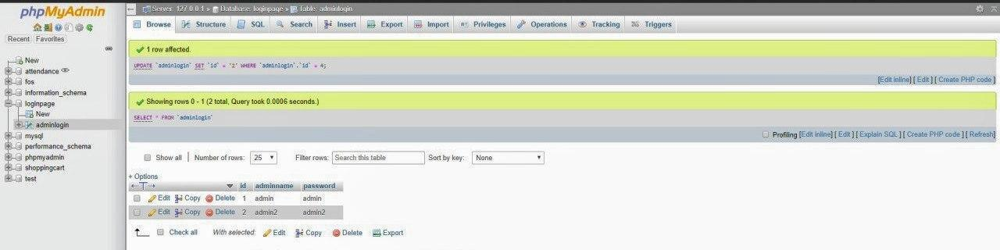 phpMyAdmin
Recent Favorites
New
attendance
fos
information_schema
loginpage
New
adminlogin
mysql
performance_schema
phpmyadmin
shoppingcart
test
Server: 127.0.0.1 » Database: loginpage » Table: adminlogin
Browse Structure SQL Search Insert Export Import Privileges Operations Tracking Triggers
1 row affected.
UPDATE `adminlogin` SET `id` = '2' WHERE `adminlogin`.`id` = 4;
[Edit inline] [ Edit ] [ Create PHP code ]
Showing rows 0 - 1 (2 total, Query took 0.0006 seconds.)
SELECT * FROM `adminlogin`
Profiling [Edit inline] [ Edit ] [ Explain SQL ] [ Create PHP code ] [ Refresh]
Show all | Number of rows: 25 Filter rows: Search this table Sort by key: None
+ Options
←T→ id adminname password
Edit Copy Delete 1 admin admin
Edit Copy Delete 2 admin2 admin2
Check all With selected: Edit Copy Delete Export